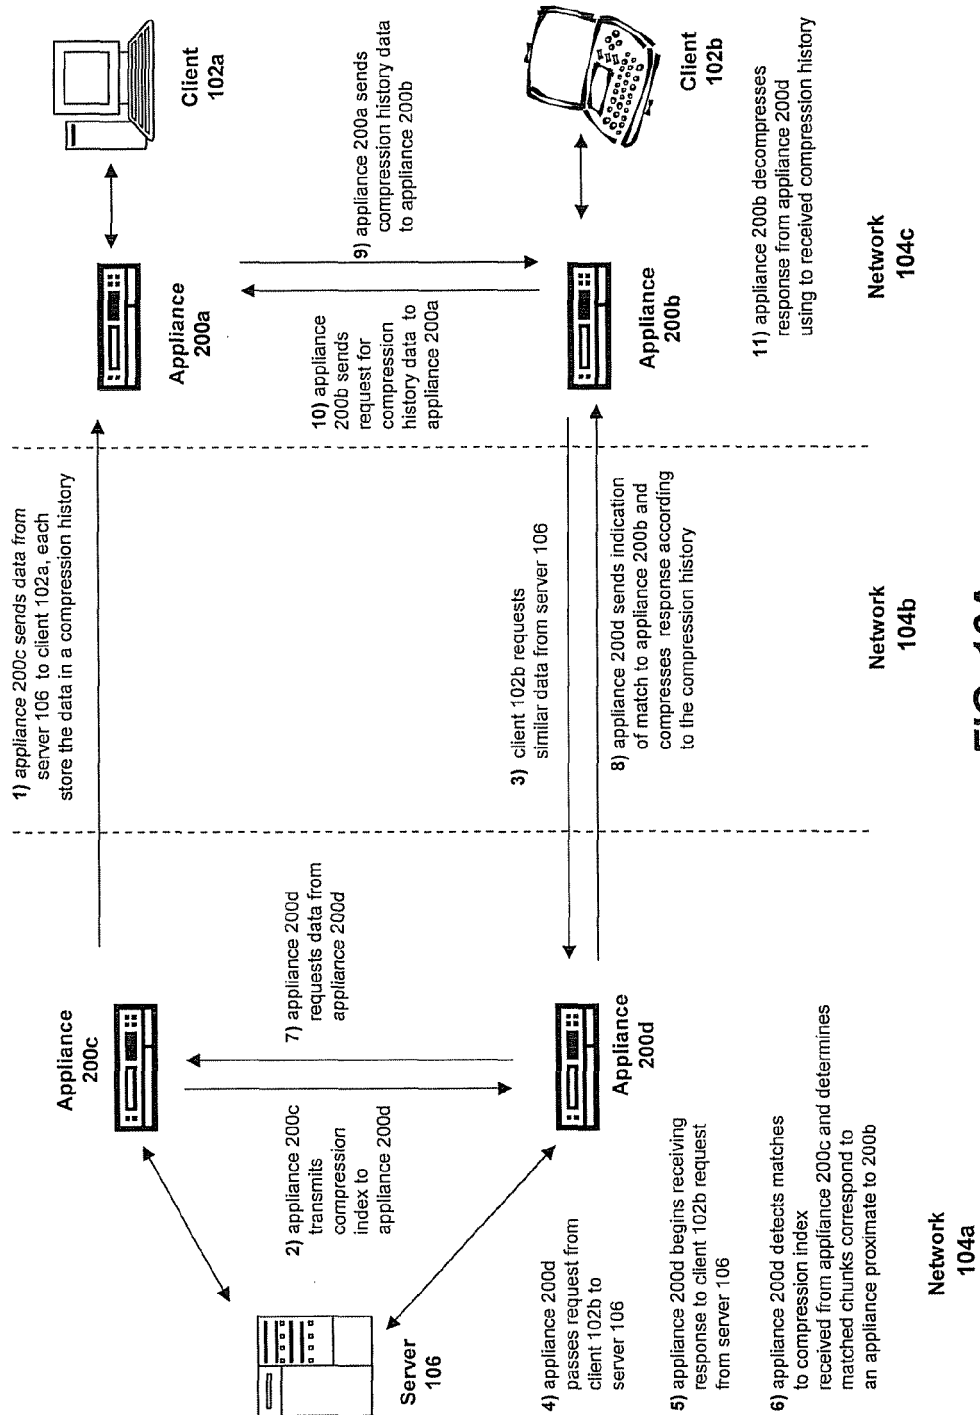 Client
102a
Appliance
200a
1) appliance 200c sends data from
server 106 to client 102a, each
store the data in a compression history
Appliance
200c
9) appliance 200a sends
compression history data
to appliance 200b
10) appliance
200b sends
request for
compression
history data to
appliance 200a
7) appliance 200d
requests data from
appliance 200d
2) appliance 200c
transmits
compression
index to
appliance 200d
Server
106
Client
102b
Appliance
200b
3) client 102b requests
similar data from server 106
8) appliance 200d sends indication
of match to appliance 200b and
compresses response according
to the compression history
Appliance
200d
4) appliance 200d
passes request from
client 102b to
server 106
5) appliance 200d begins receiving
response to client 102b request
from server 106
6) appliance 200d detects matches
to compression index
received from appliance 200c and determines
matched chunks correspond to
an appliance proximate to 200b
11) appliance 200b decompresses
response from appliance 200d
using to received compression history
Network
104a
Network
104b
Network
104c